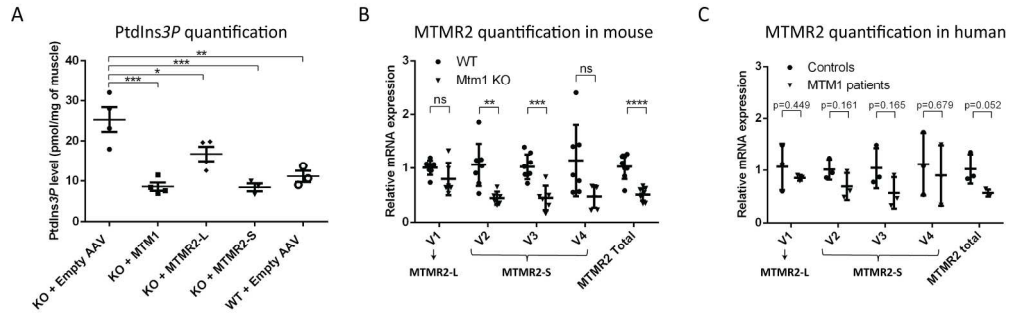 A
PtdIns3P quantification
PtdIns3P level (pmol/mg of muscle)
40
30
20
10
0
**
***
*
***
KO + Empty AAV
KO + MTM1
KO + MTMR2-L
KO + MTMR2-S
WT + Empty AAV
B
MTMR2 quantification in mouse
WT
Mtm1 KO
Relative mRNA expression
3
2
1
0
ns
**
***
ns
****
V1
V2
V3
V4
MTMR2 Total
MTMR2-L
MTMR2-S
C
MTMR2 quantification in human
Controls
MTM1 patients
Relative mRNA expression
3
2
1
0
p=0.449
p=0.161
p=0.165
p=0.679
p=0.052
V1
V2
V3
V4
MTMR2 total
MTMR2-L
MTMR2-S